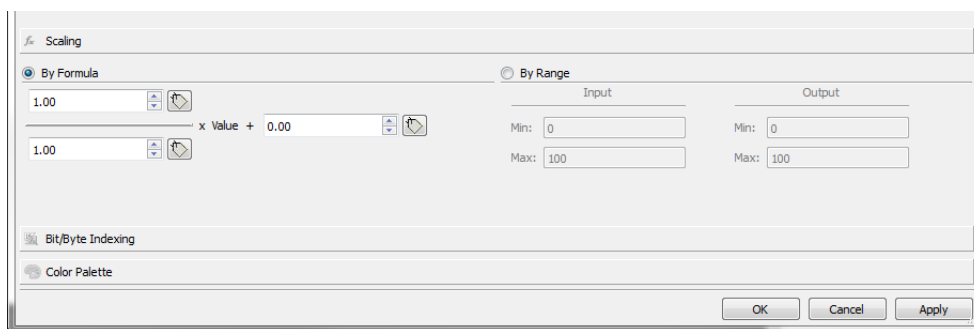 Scaling
By Formula
By Range
1.00
x Value + 0.00
1.00
Input
Output
Min: 0
Min: 0
Max: 100
Max: 100
Bit/Byte Indexing
Color Palette
OK Cancel Apply